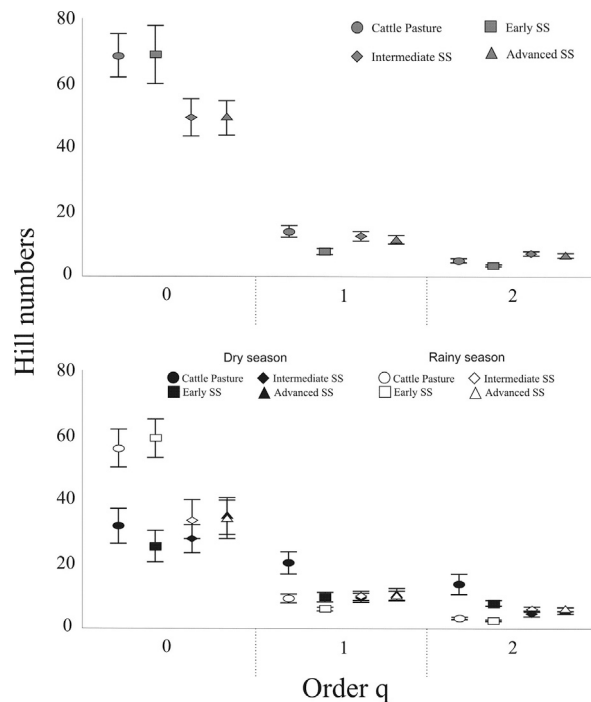 80
Cattle Pasture
Early SS
Intermediate SS
Advanced SS
60
40
20
0
0
1
2
Hill numbers
Dry season
Rainy season
Cattle Pasture
Intermediate SS
Cattle Pasture
Intermediate SS
Early SS
Advanced SS
Early SS
Advanced SS
80
60
40
20
0
0
1
2
Order q